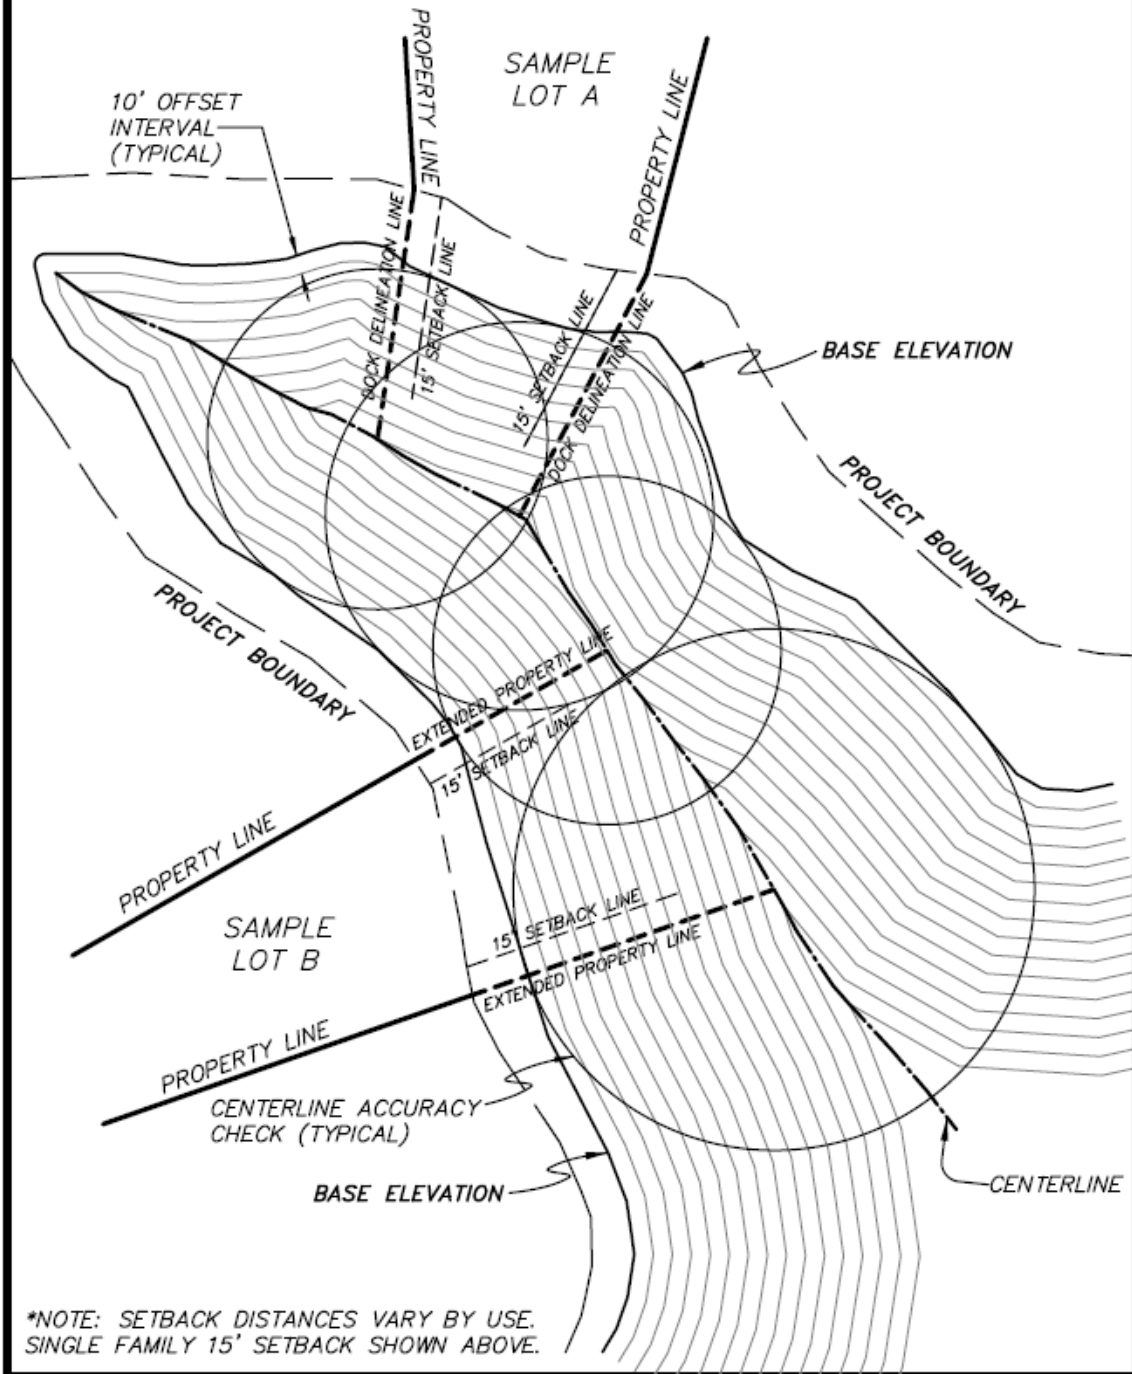 PROPERTY LINE
SAMPLE
LOT A
PROPERTY LINE
10' OFFSET
INTERVAL
(TYPICAL)
DOCK DELINEATION LINE
15' SETBACK LINE
15' SETBACK LINE
DOCK DELINEATION LINE
BASE ELEVATION
PROJECT BOUNDARY
PROJECT BOUNDARY
EXTENDED PROPERTY LINE
15' SETBACK LINE
PROPERTY LINE
SAMPLE
LOT B
15' SETBACK LINE
EXTENDED PROPERTY LINE
PROPERTY LINE
CENTERLINE ACCURACY
CHECK (TYPICAL)
BASE ELEVATION
CENTERLINE
*NOTE: SETBACK DISTANCES VARY BY USE.
SINGLE FAMILY 15' SETBACK SHOWN ABOVE.